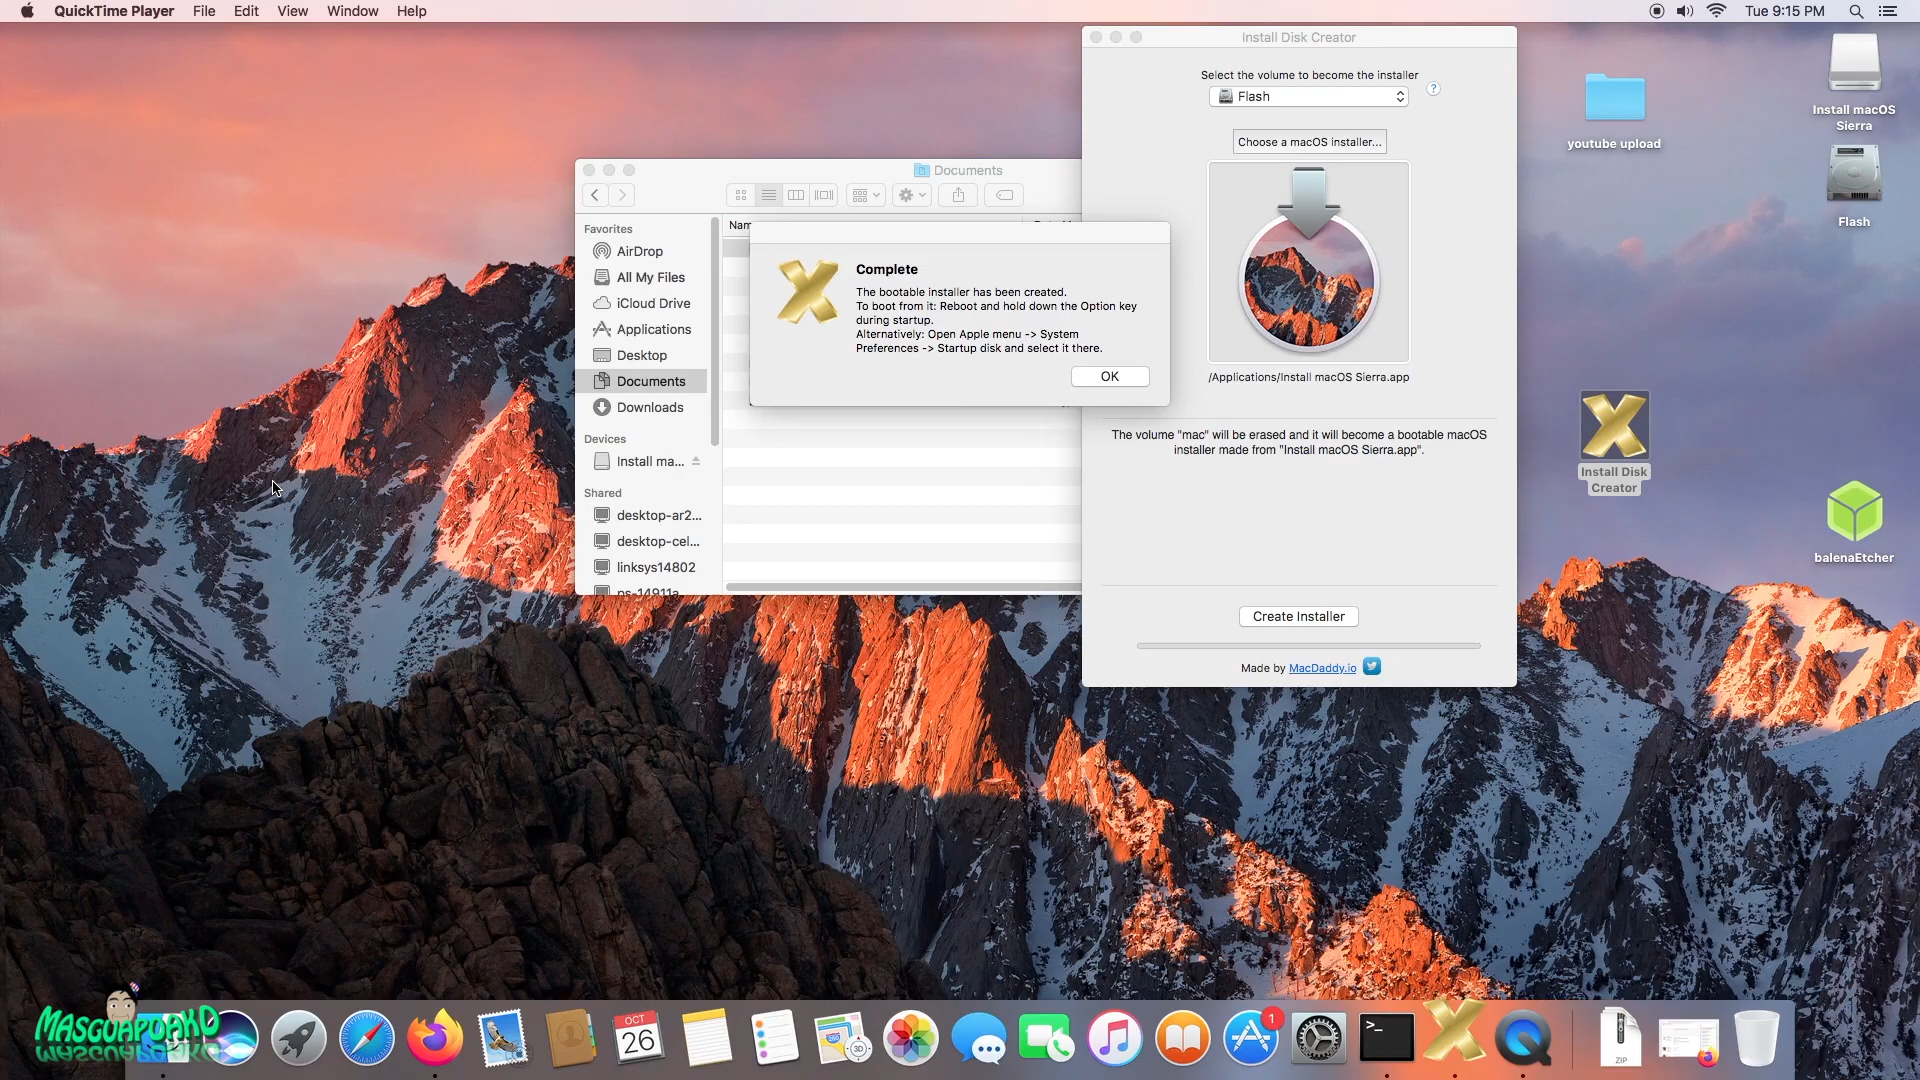 QuickTime Player File Edit View Window Help Tue 9:15 PM
Install Disk Creator
Select the volume to become the installer
Flash
?
Choose a macOS installer...
/Applications/Install macOS Sierra.app
The volume "mac" will be erased and it will become a bootable macOS
installer made from "Install macOS Sierra.app".
Create Installer
Made by MacDaddy.io
Documents
Favorites
AirDrop
All My Files
iCloud Drive
Applications
Desktop
Documents
Downloads
Devices
Install ma...
Shared
desktop-ar2...
desktop-cel...
linksys14802
Complete
The bootable installer has been created.
To boot from it: Reboot and hold down the Option key
during startup.
Alternatively: Open Apple menu -> System
Preferences -> Startup disk and select it there.
OK
youtube upload
Install macOS
Sierra
Flash
Install Disk
Creator
balenaEtcher
MASGUAPOAKO
OCT
26
280
3D
1
>_
ZIP